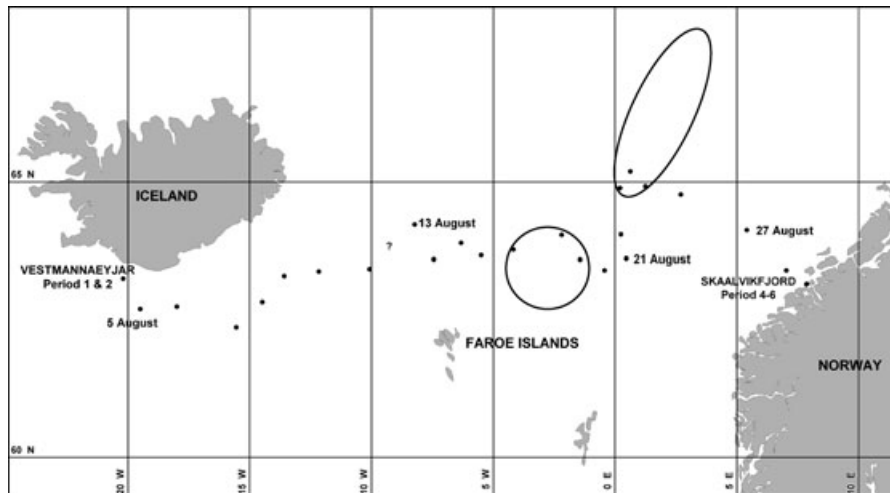 65 N
ICELAND
13 August
?
27 August
21 August
VESTMANNAEYJAR
Period 1 & 2
SKAALVIKFJORD
Period 4-6
5 August
FAROE ISLANDS
NORWAY
60 N
20 W
15 W
10 W
5 W
0 E
5 E
10 E